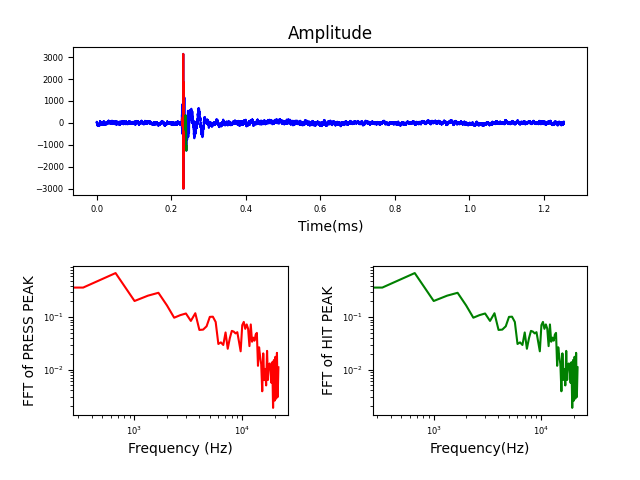 Amplitude
3000
2000
1000
0
−1000
−2000
−3000
0.0 0.2 0.4 0.6 0.8 1.0 1.2
Time(ms)
FFT of PRESS PEAK
10⁻¹
10⁻²
10³ 10⁴
Frequency (Hz)
FFT of HIT PEAK
10⁻¹
10⁻²
10³ 10⁴
Frequency(Hz)